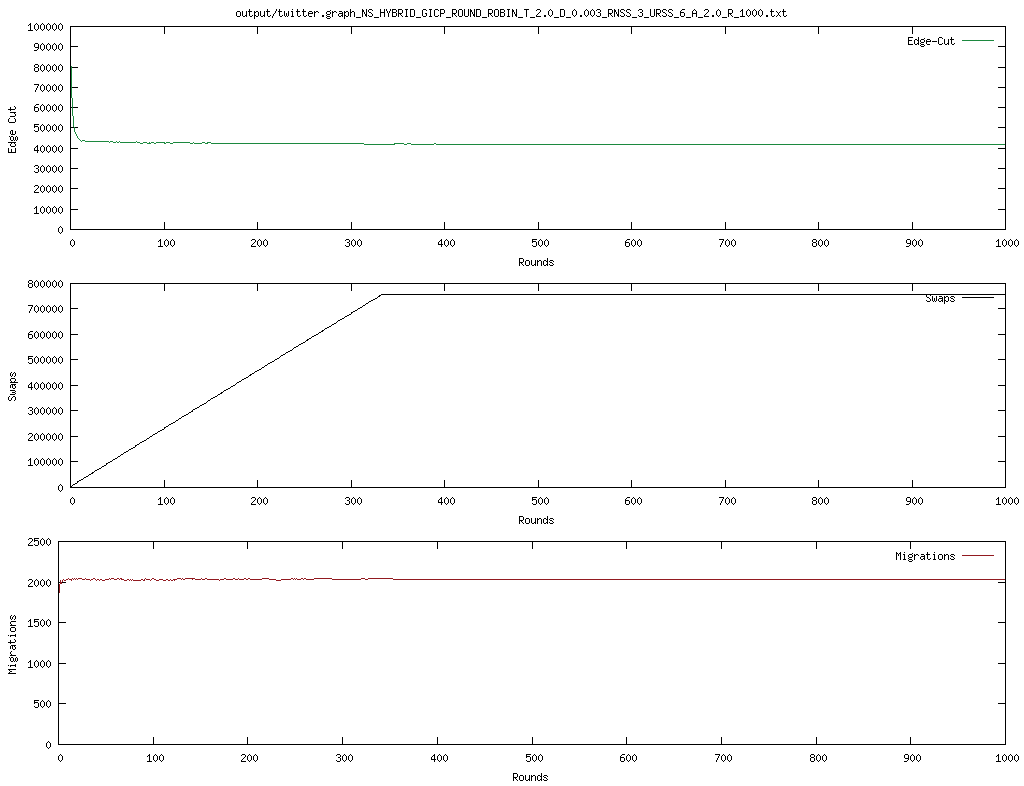 output/twitter.graph_NS_HYBRID_GICP_ROUND_ROBIN_T_2.0_D_0.003_RNSS_3_URSS_6_A_2.0_R_1000.txt
Edge Cut
100000
90000
80000
70000
60000
50000
40000
30000
20000
10000
0
Edge-Cut
0 100 200 300 400 500 600 700 800 900 1000
Rounds
Swaps
800000
700000
600000
500000
400000
300000
200000
100000
0
Swaps
0 100 200 300 400 500 600 700 800 900 1000
Rounds
Migrations
2500
2000
1500
1000
500
0
Migrations
0 100 200 300 400 500 600 700 800 900 1000
Rounds